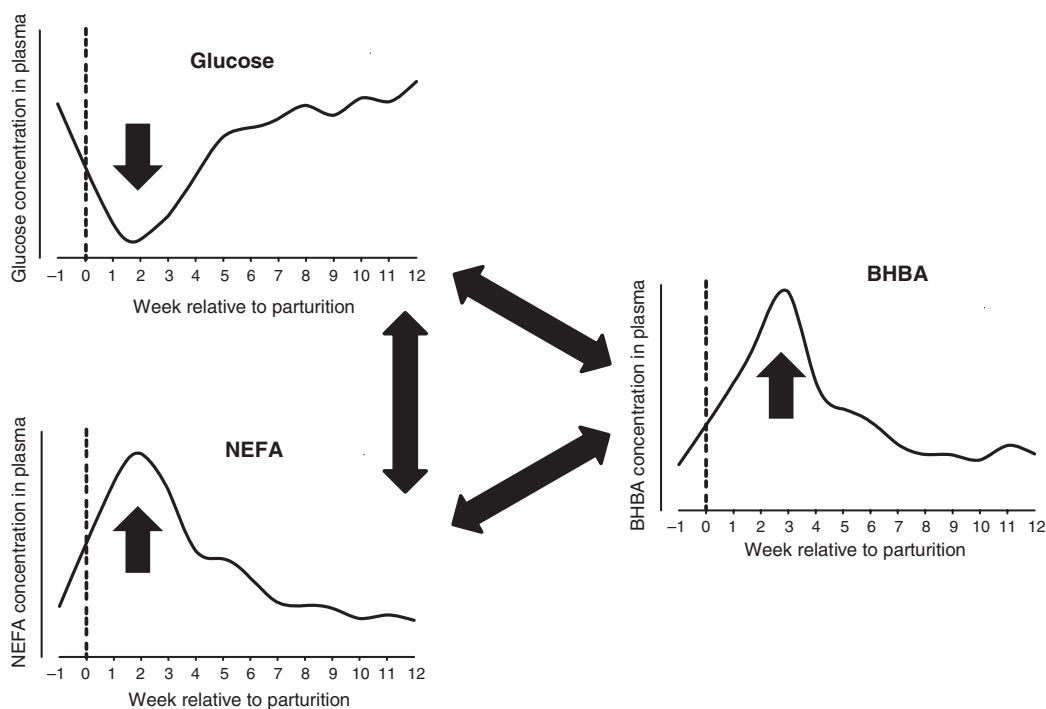 Glucose concentration in plasma
Glucose
–1 0 1 2 3 4 5 6 7 8 9 10 11 12
Week relative to parturition
BHBA concentration in plasma
BHBA
–1 0 1 2 3 4 5 6 7 8 9 10 11 12
Week relative to parturition
NEFA concentration in plasma
NEFA
–1 0 1 2 3 4 5 6 7 8 9 10 11 12
Week relative to parturition